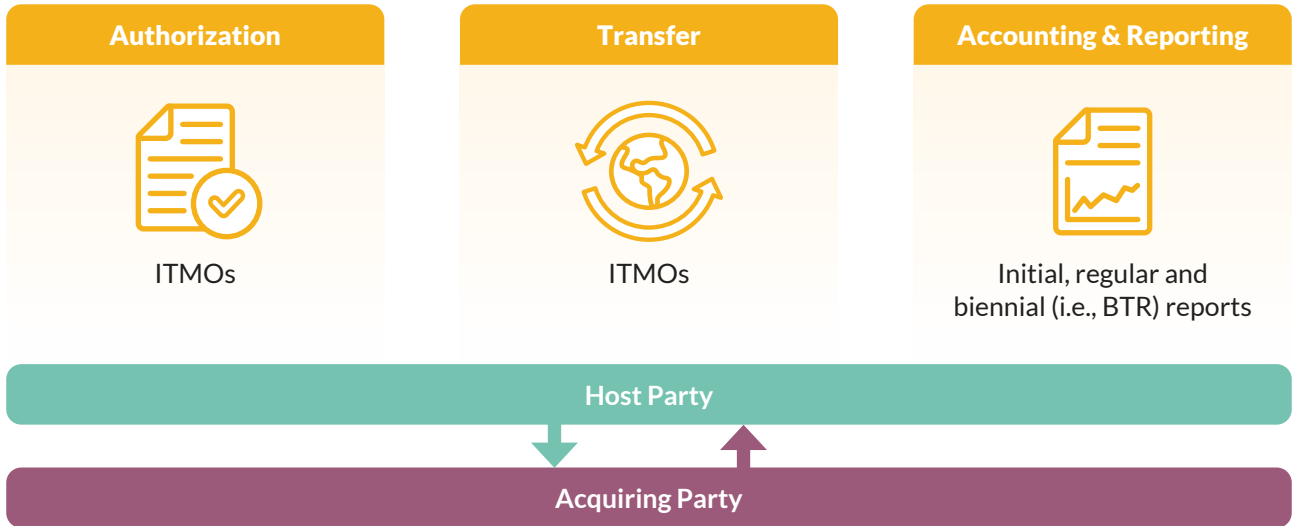 Authorization
ITMOs
Transfer
ITMOs
Accounting & Reporting
Initial, regular and
biennial (i.e., BTR) reports
Host Party
Acquiring Party